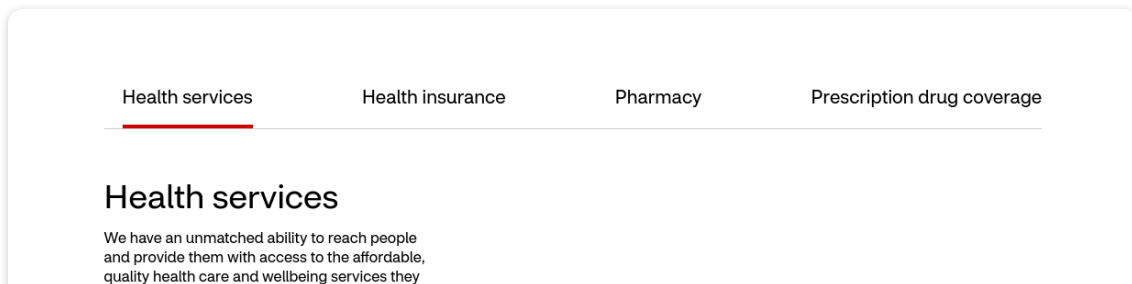 Health services
Health insurance
Pharmacy
Prescription drug coverage
Health services
We have an unmatched ability to reach people
and provide them with access to the affordable,
quality health care and wellbeing services they